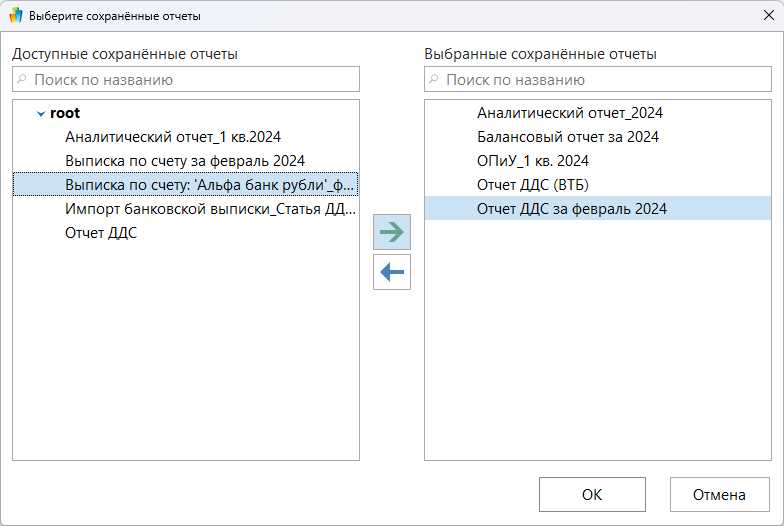 Выберите сохранённые отчеты
Доступные сохранённые отчеты
Поиск по названию
root
Аналитический отчет_1 кв.2024
Выписка по счету за февраль 2024
Выписка по счету: 'Альфа банк рубли'_ф...
Импорт банковской выписки_Статья ДД...
Отчет ДДС
Выбранные сохранённые отчеты
Поиск по названию
Аналитический отчет_2024
Балансовый отчет за 2024
ОПиУ_1 кв. 2024
Отчет ДДС (ВТБ)
Отчет ДДС за февраль 2024
ОК
Отмена